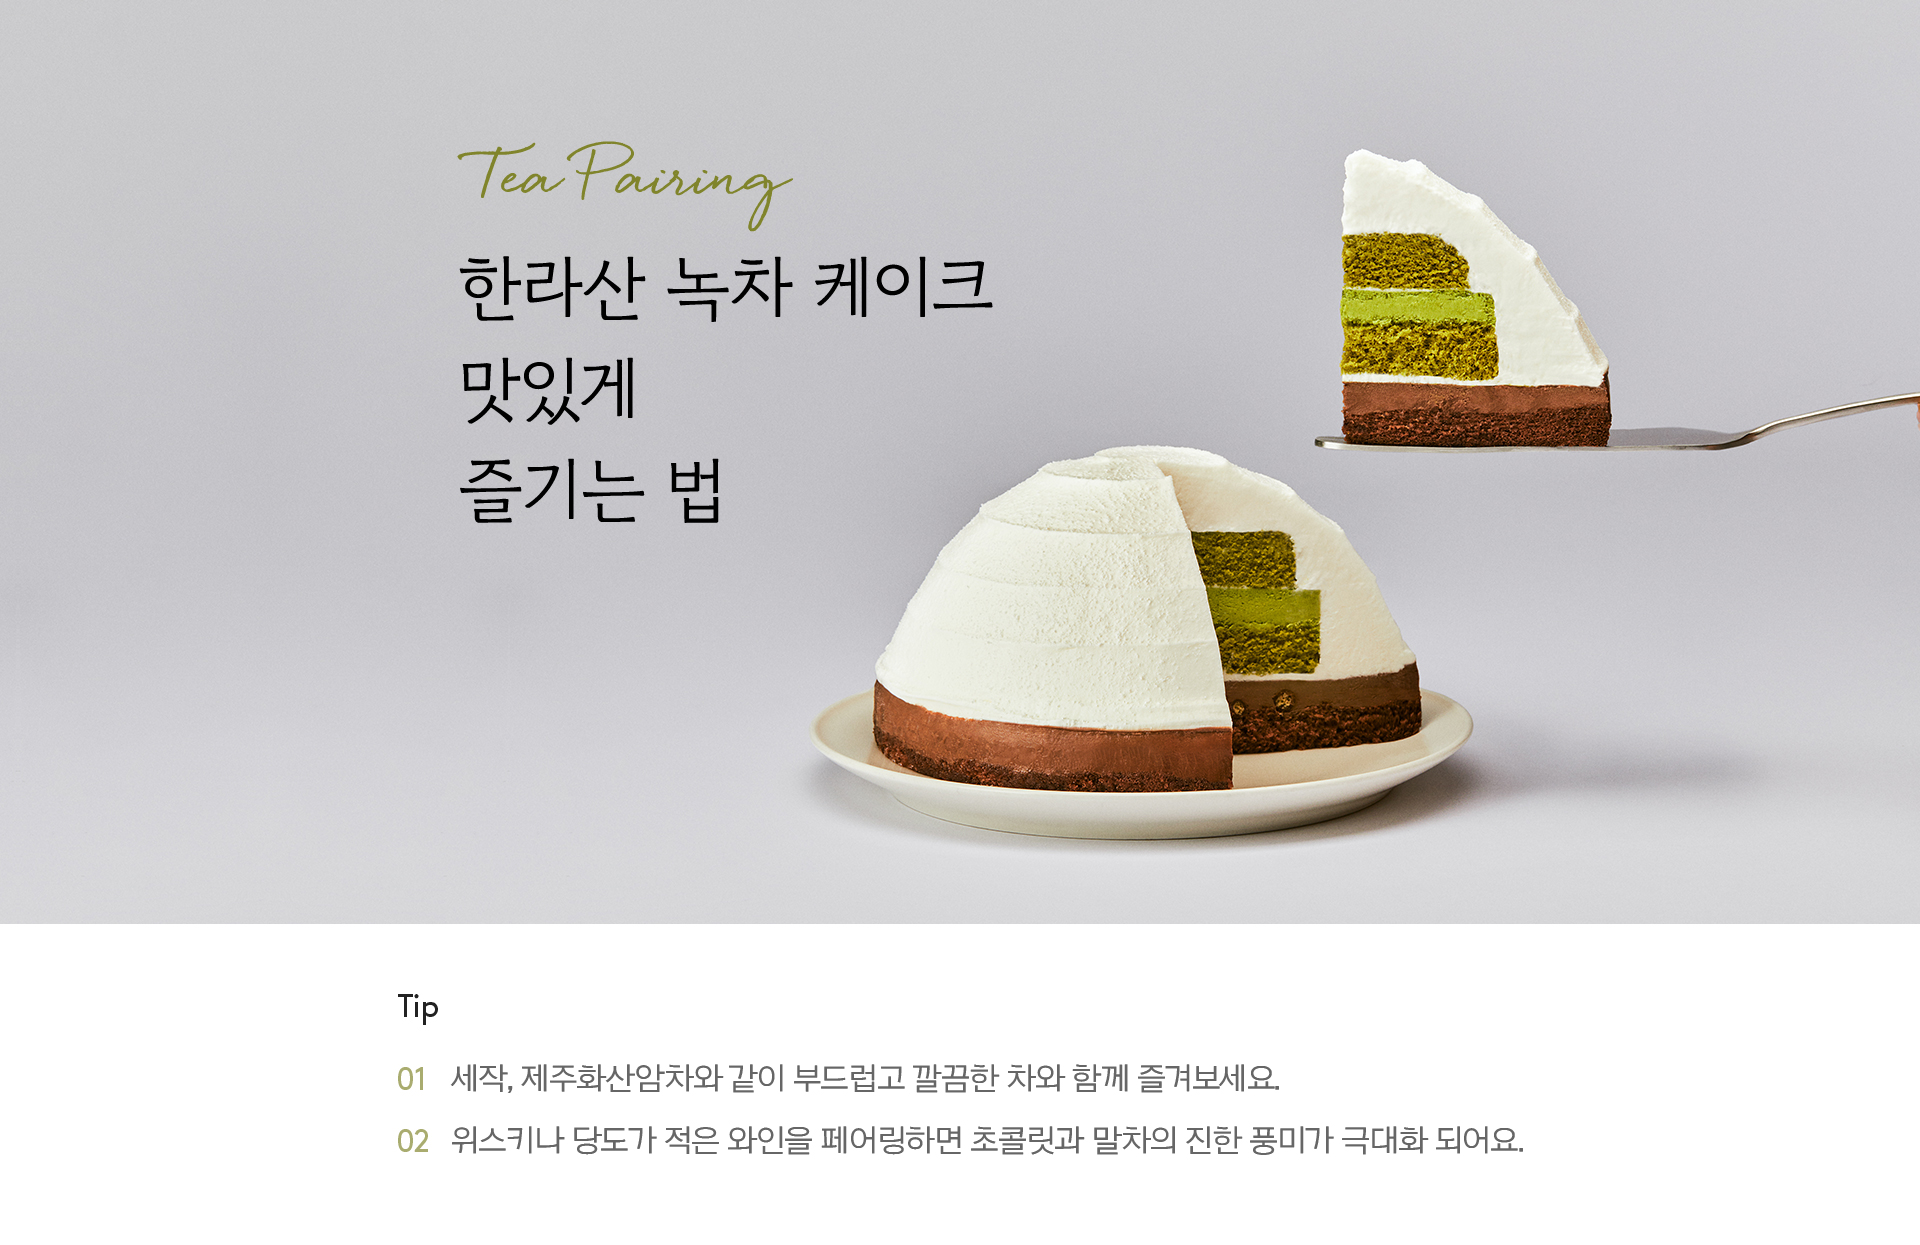 Tea Pairing
한라산 녹차 케이크
맛있게
즐기는 법
Tip
01 세작, 제주화산암차와 같이 부드럽고 깔끔한 차와 함께 즐겨보세요.
02 위스키나 당도가 적은 와인을 페어링하면 초콜릿과 말차의 진한 풍미가 극대화 되어요.